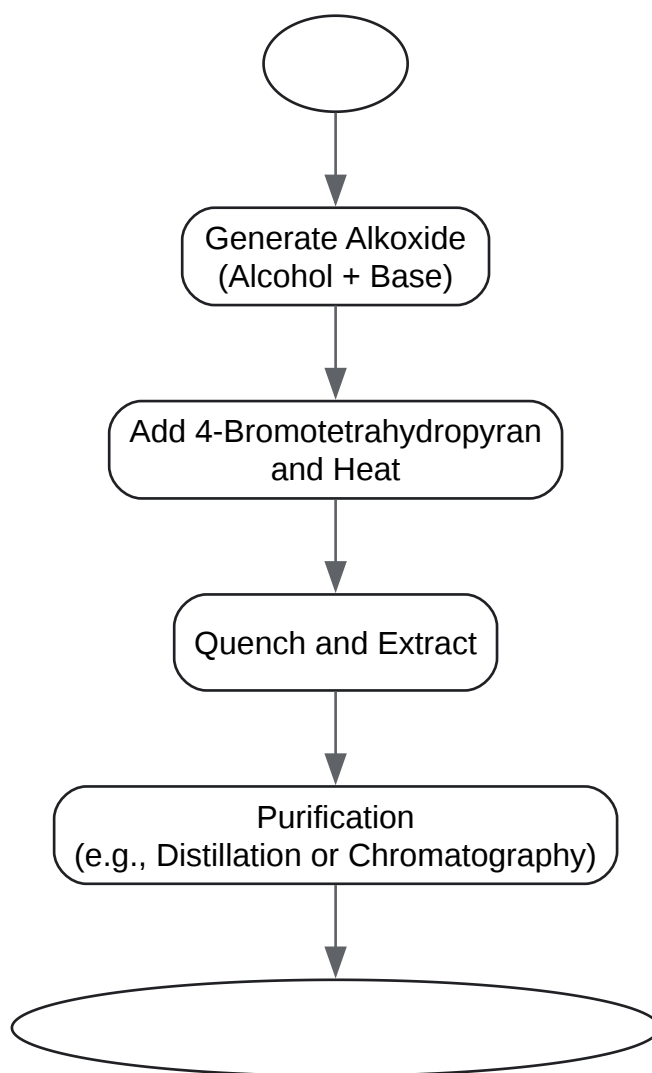 Generate Alkoxide
(Alcohol + Base)
Add 4-Bromotetrahydropyran
and Heat
Quench and Extract
Purification
(e.g., Distillation or Chromatography)